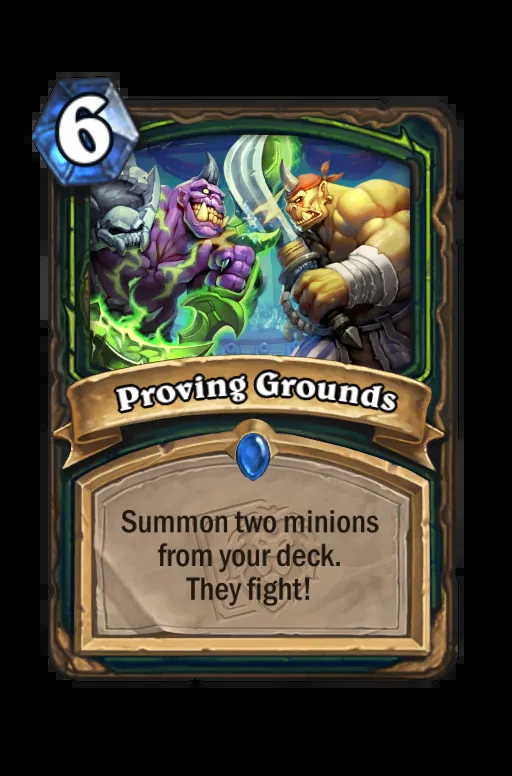 6
Proving Grounds
Summon two minions
from your deck.
They fight!